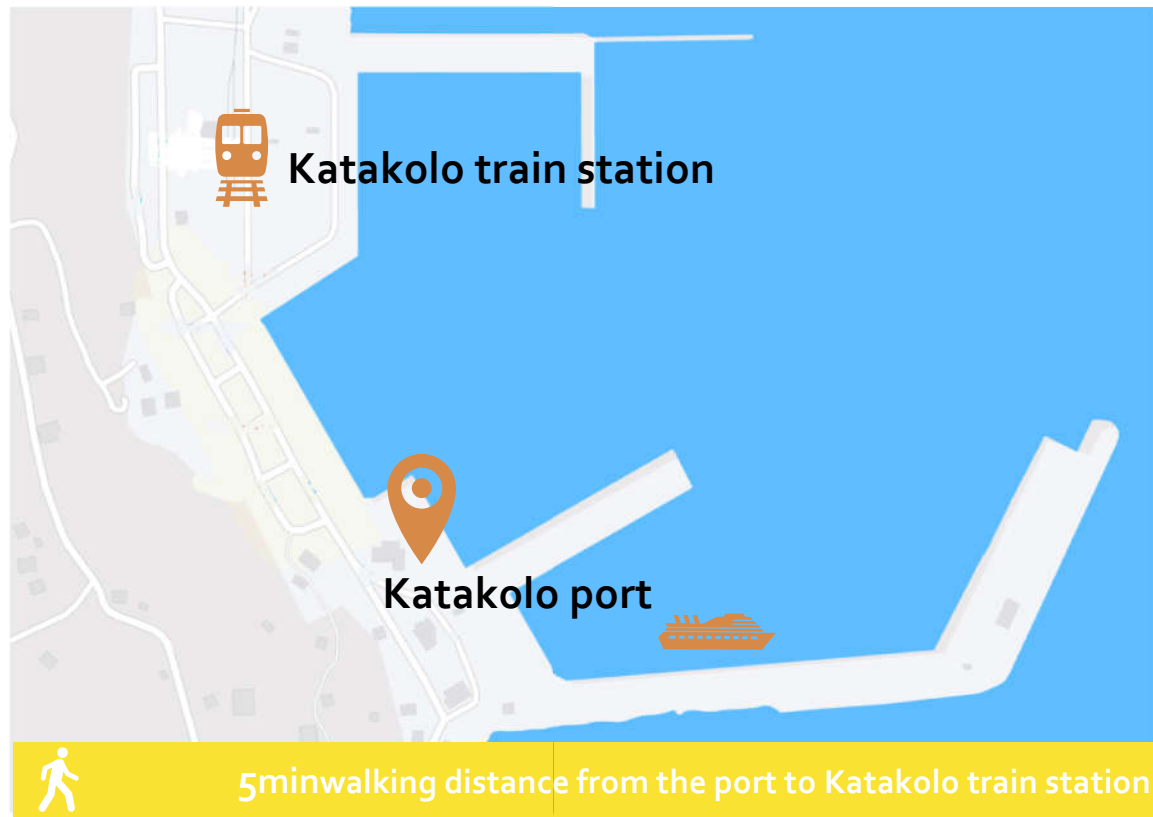 Katakolo train station
Katakolo port
5minwalking distance from the port to Katakolo train station